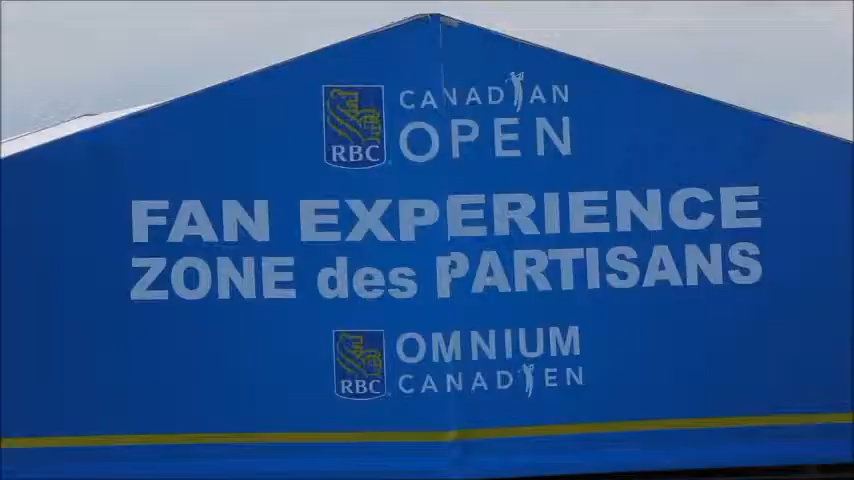 RBC
CANADIAN
OPEN
FAN EXPERIENCE
ZONE des PARTISANS
RBC
OMNIUM
CANADIEN